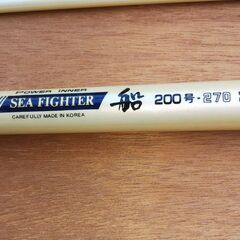 POWER INNER
SEA FIGHTER 船 200号-270
CAREFULLY MADE IN KOREA